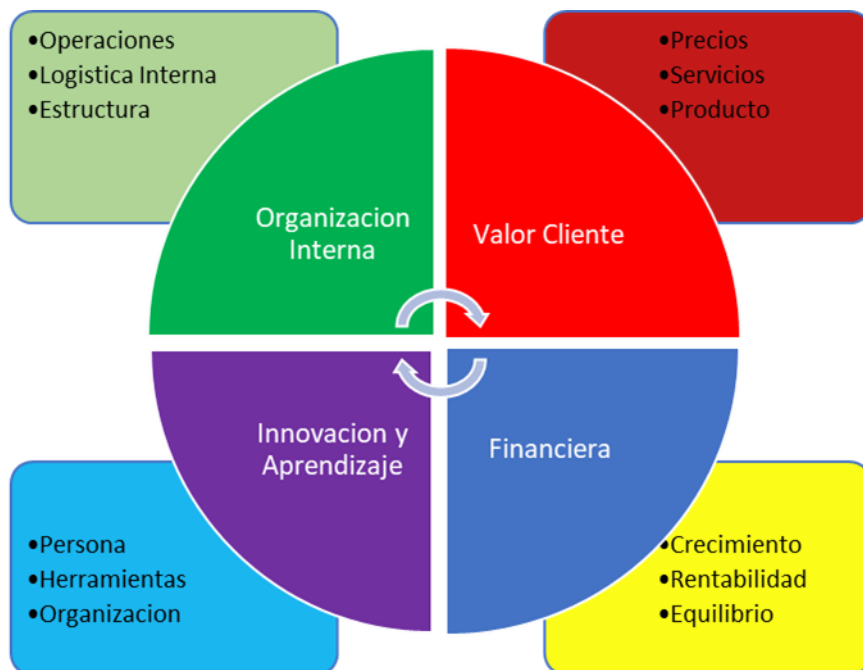 •Operaciones
•Logistica Interna
•Estructura
•Precios
•Servicios
•Producto
Organizacion
Interna
Valor Cliente
Innovacion y
Aprendizaje
Financiera
•Persona
•Herramientas
•Organizacion
•Crecimiento
•Rentabilidad
•Equilibrio